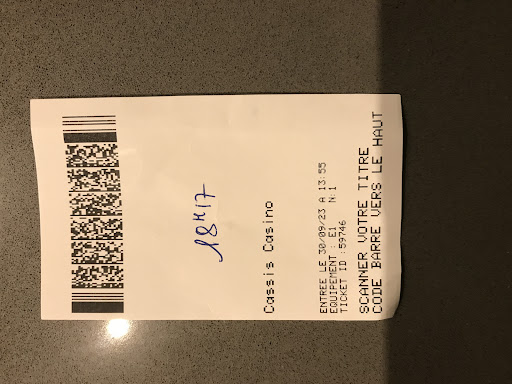 18H17
Cassis Casino
ENTREE LE 30/09/23 A 13:55
EQUIPEMENT : E1 N:1
TICKET ID :59746
SCANNER VOTRE TITRE
CODE BARRE VERS LE HAUT